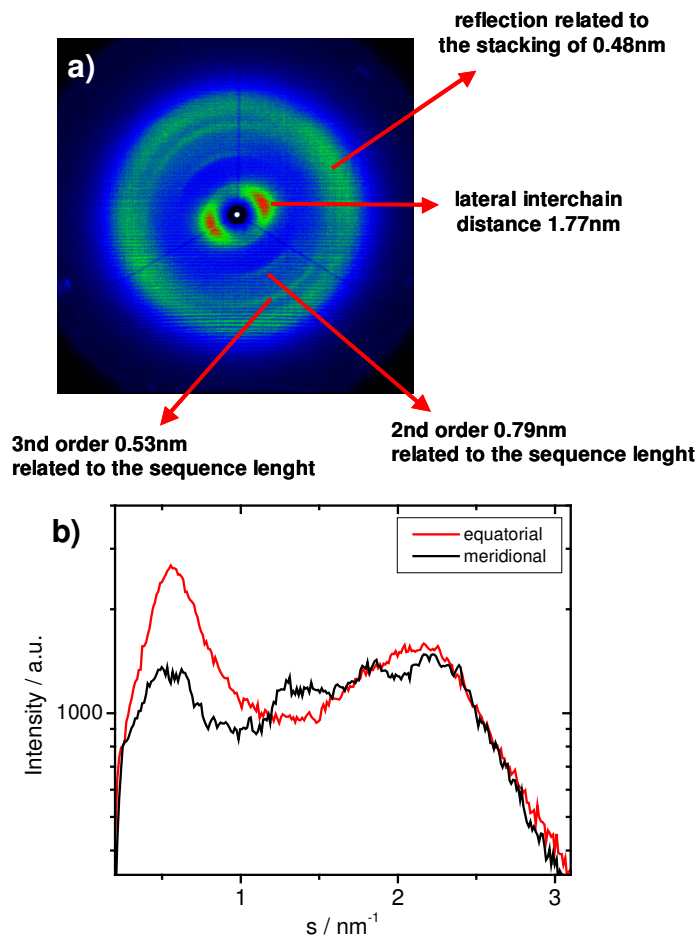 reflection related to
the stacking of 0.48nm
a)
lateral interchain
distance 1.77nm
3nd order 0.53nm
related to the sequence lenght
2nd order 0.79nm
related to the sequence lenght
b)
equatorial
meridional
1000
Intensity / a.u.
1
2
3
s / nm⁻¹